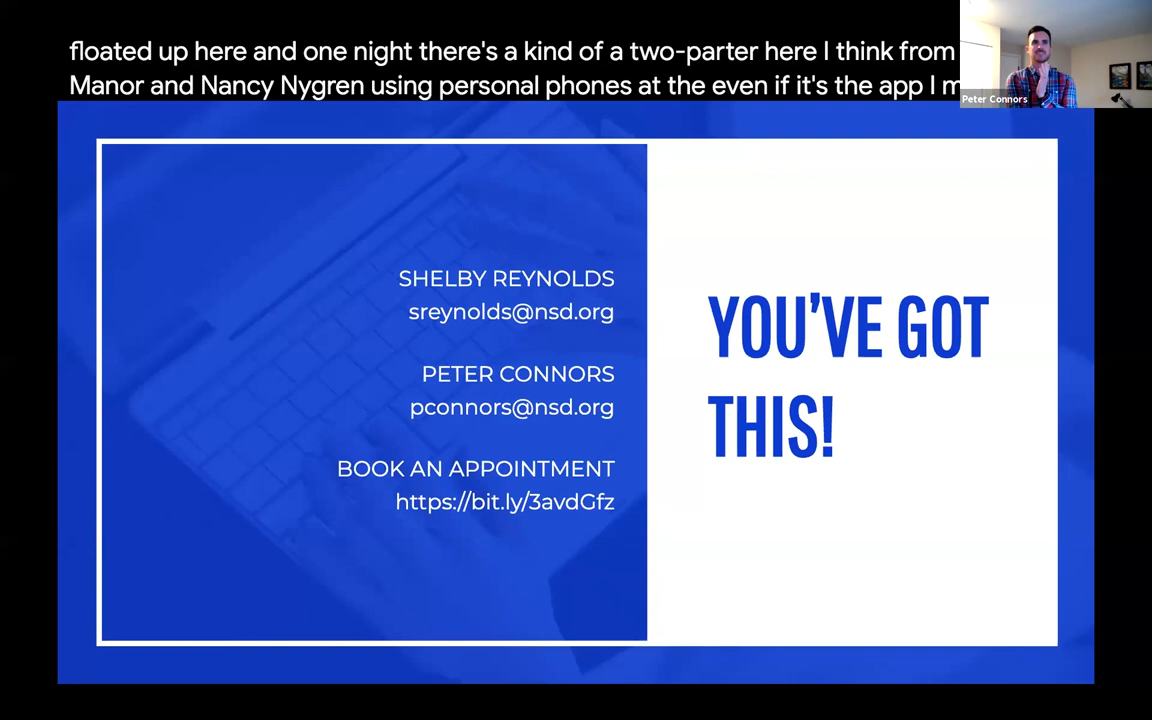 floated up here and one night there's a kind of a two-parter here I think from
Manor and Nancy Nygren using personal phones at the even if it's the app I m
Peter Connors
SHELBY REYNOLDS
sreynolds@nsd.org
PETER CONNORS
pconnors@nsd.org
BOOK AN APPOINTMENT
https://bit.ly/3avdGfz
YOU'VE GOT
THIS!